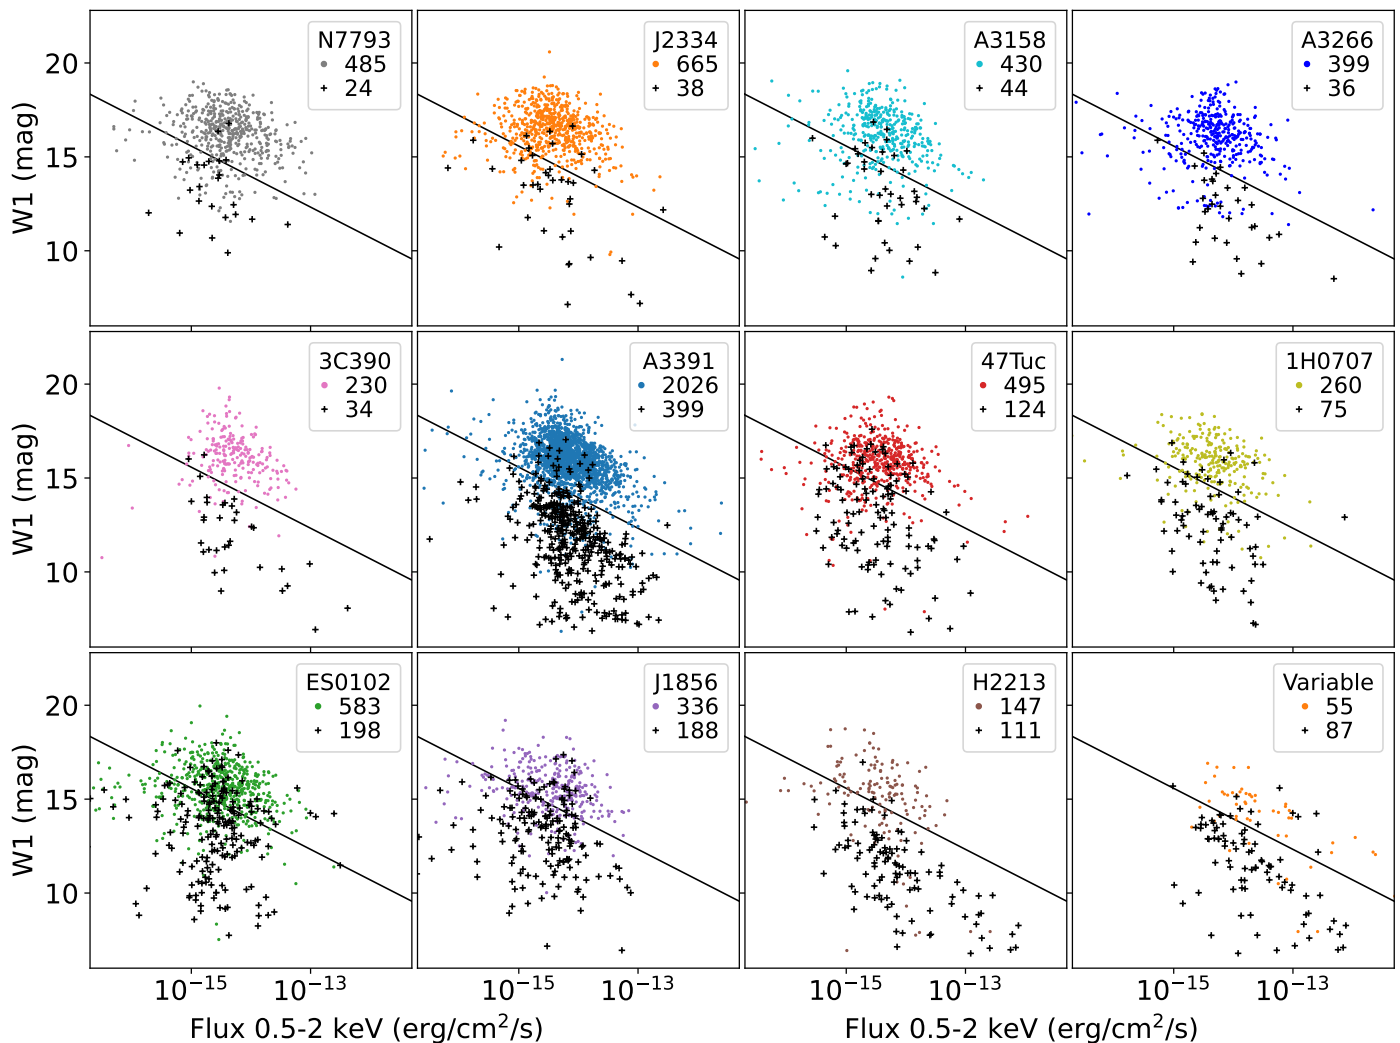 N7793
485
24
J2334
665
38
A3158
430
44
A3266
399
36
20
15
10
W1 (mag)
3C390
230
34
A3391
2026
399
47Tuc
495
124
1H0707
260
75
20
15
10
W1 (mag)
ES0102
583
198
J1856
336
188
H2213
147
111
Variable
55
87
20
15
10
W1 (mag)
10⁻¹⁵ 10⁻¹³ 10⁻¹⁵ 10⁻¹³ 10⁻¹⁵ 10⁻¹³ 10⁻¹⁵ 10⁻¹³
Flux 0.5-2 keV (erg/cm²/s) Flux 0.5-2 keV (erg/cm²/s)